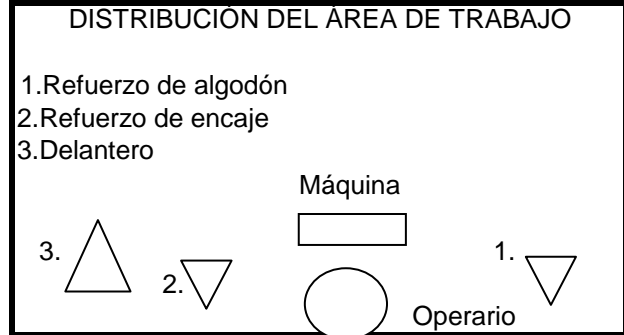 DISTRIBUCIÓN DEL ÁREA DE TRABAJO
1.Refuerzo de algodón
2.Refuerzo de encaje
3.Delantero
Máquina
3.
2.
1.
Operario